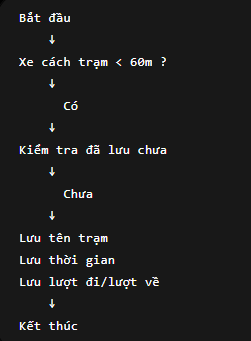 Bắt đầu
↓
Xe cách trạm < 60m ?
↓
Có
↓
Kiểm tra đã lưu chưa
↓
Chưa
↓
Lưu tên trạm
Lưu thời gian
Lưu lượt đi/lượt về
↓
Kết thúc